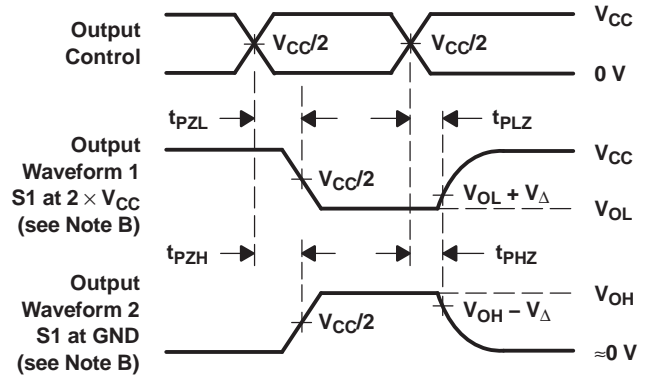 Output
Control
V_CC/2
V_CC/2
V_CC
0 V
t_PZL
t_PLZ
Output
Waveform 1
S1 at 2 × V_CC
(see Note B)
V_CC/2
V_CC
V_OL + V_Δ
V_OL
t_PZH
t_PHZ
Output
Waveform 2
S1 at GND
(see Note B)
V_CC/2
V_OH
V_OH − V_Δ
≈0 V